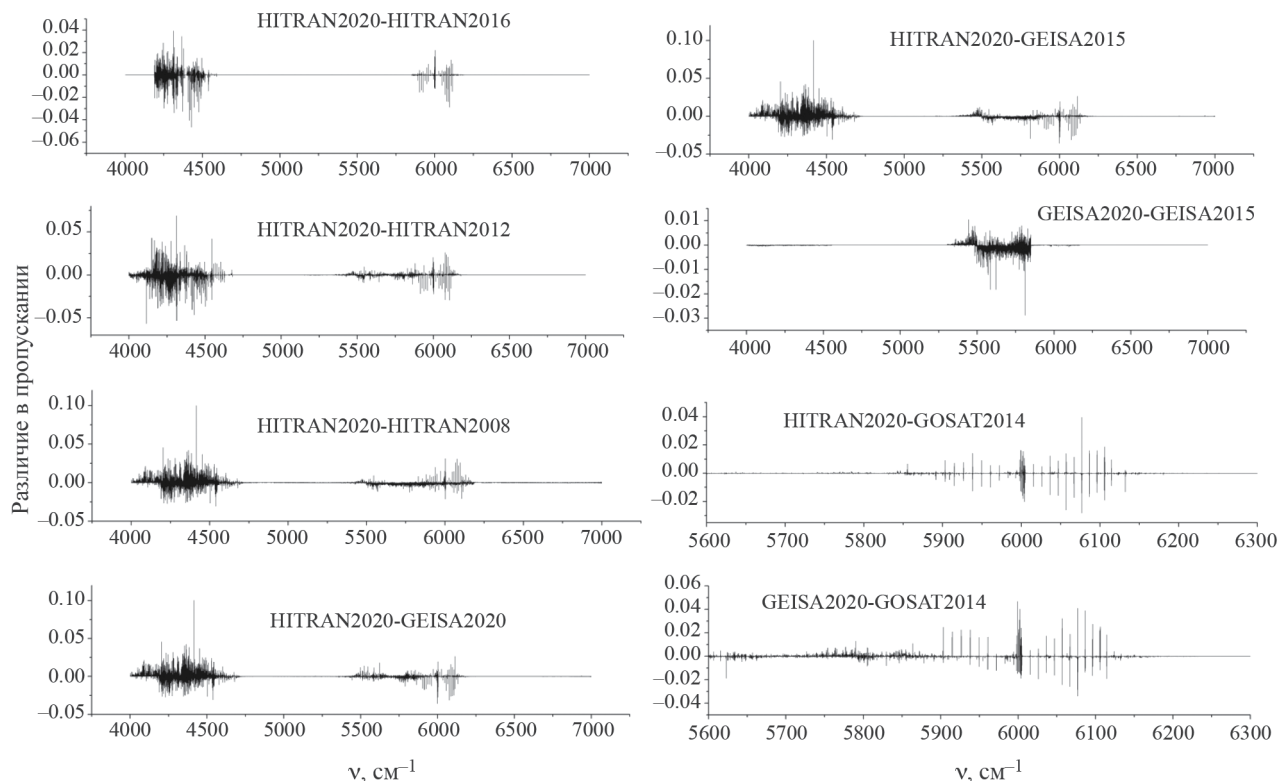 Различие в пропускании
HITRAN2020-HITRAN2016
0.04
0.02
0.00
−0.02
−0.04
−0.06
4000 4500 5000 5500 6000 6500 7000
HITRAN2020-HITRAN2012
0.05
0.00
−0.05
4000 4500 5000 5500 6000 6500 7000
HITRAN2020-HITRAN2008
0.10
0.05
0.00
−0.05
4000 4500 5000 5500 6000 6500 7000
HITRAN2020-GEISA2020
0.10
0.05
0.00
−0.05
4000 4500 5000 5500 6000 6500 7000
ν, см−1
HITRAN2020-GEISA2015
0.10
0.05
0.00
−0.05
4000 4500 5000 5500 6000 6500 7000
GEISA2020-GEISA2015
0.01
0.00
−0.01
−0.02
−0.03
4000 4500 5000 5500 6000 6500 7000
HITRAN2020-GOSAT2014
0.04
0.02
0.00
−0.02
5600 5700 5800 5900 6000 6100 6200 6300
GEISA2020-GOSAT2014
0.06
0.04
0.02
0.00
−0.02
−0.04
5600 5700 5800 5900 6000 6100 6200 6300
ν, см−1